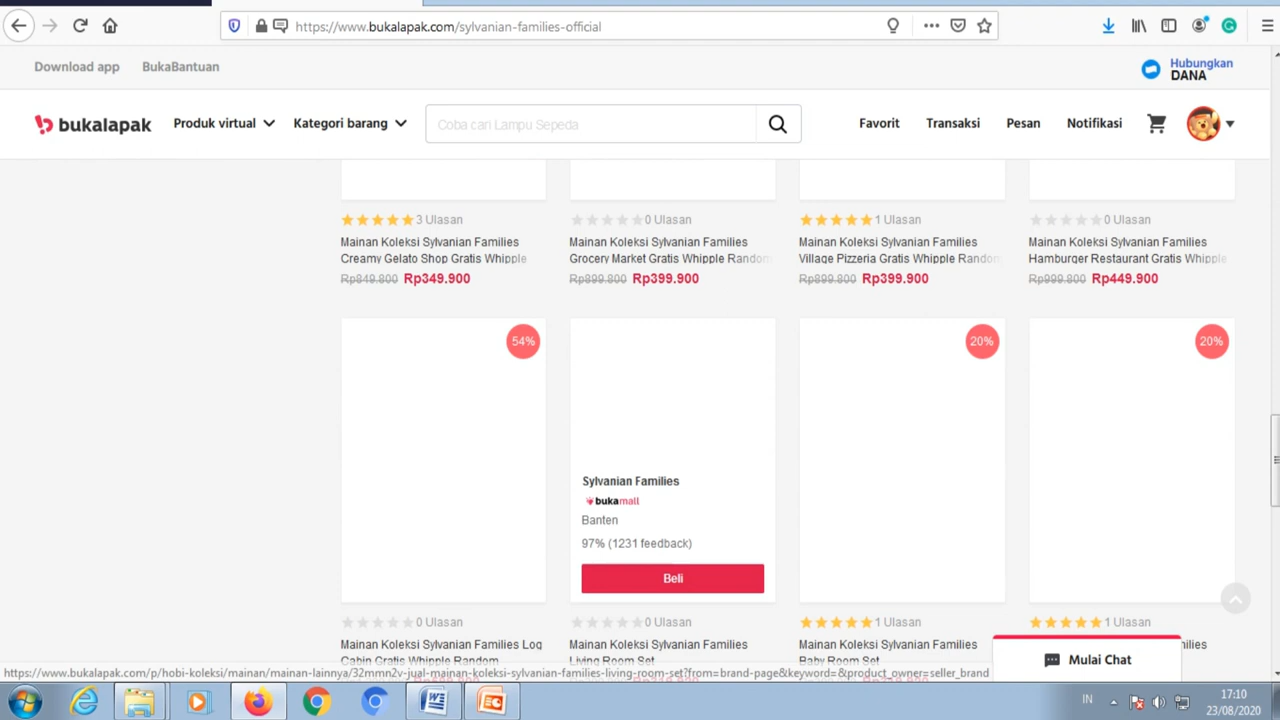 https://www.bukalapak.com/sylvanian-families-official
Download app
BukaBantuan
Hubungkan
DANA
bukalapak
Produk virtual
Kategori barang
Coba cari Lampu Sepeda
Favorit
Transaksi
Pesan
Notifikasi
3 Ulasan
0 Ulasan
1 Ulasan
0 Ulasan
Mainan Koleksi Sylvanian Families
Creamy Gelato Shop Gratis Whipple
Mainan Koleksi Sylvanian Families
Grocery Market Gratis Whipple Random
Mainan Koleksi Sylvanian Families
Village Pizzeria Gratis Whipple Random
Mainan Koleksi Sylvanian Families
Hamburger Restaurant Gratis Whipple
Rp849.800 Rp349.900
Rp899.800 Rp399.900
Rp899.800 Rp399.900
Rp999.800 Rp449.900
54%
20%
20%
Sylvanian Families
bukamall
Banten
97% (1231 feedback)
Beli
0 Ulasan
0 Ulasan
1 Ulasan
1 Ulasan
Mainan Koleksi Sylvanian Families Log
Cabin Gratis Whipple Random
Mainan Koleksi Sylvanian Families
Living Room Set
Mainan Koleksi Sylvanian Families
Baby Room Set
Mulai Chat
https://www.bukalapak.com/p/hobi-koleksi/mainan/mainan-lainnya/32mmn2v-jual-mainan-koleksi-sylvanian-families-living-room-set?from=brand-page&keyword=&product_owner=seller_brand
IN
17:10
23/08/2020